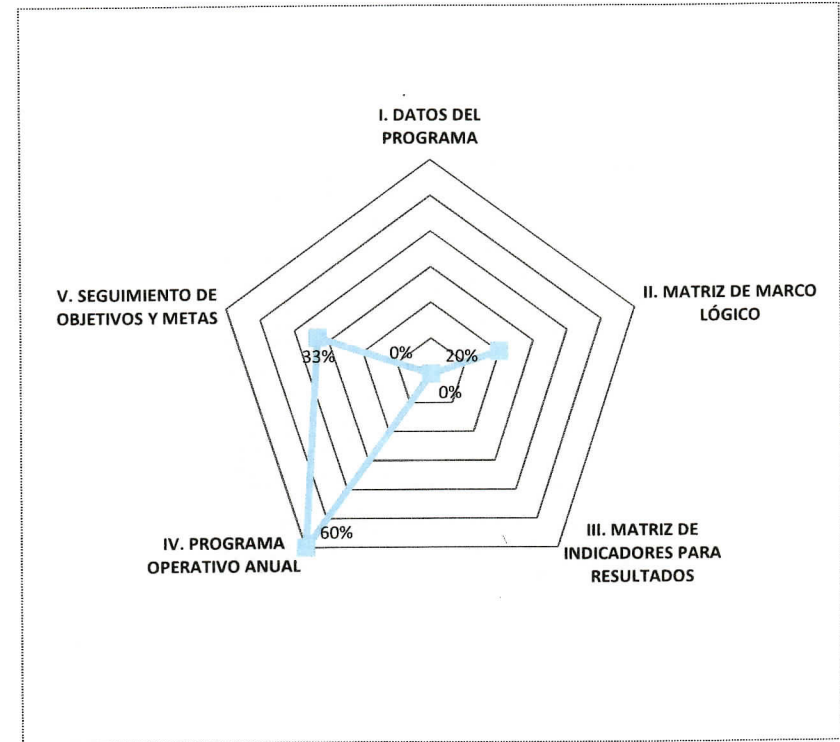 I. DATOS DEL
PROGRAMA
II. MATRIZ DE MARCO
LÓGICO
III. MATRIZ DE
INDICADORES PARA
RESULTADOS
IV. PROGRAMA
OPERATIVO ANUAL
V. SEGUIMIENTO DE
OBJETIVOS Y METAS
0%
20%
0%
60%
33%